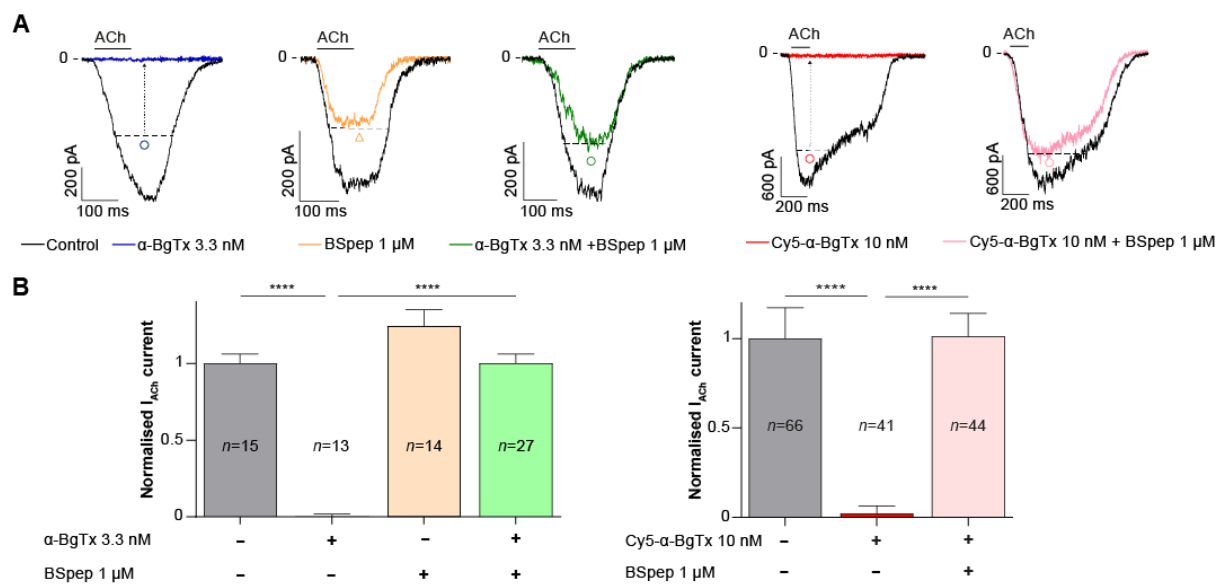 A
ACh
ACh
ACh
ACh
ACh
0
0
0
0
0
200 pA
100 ms
200 pA
100 ms
200 pA
100 ms
600 pA
200 ms
600 pA
200 ms
Control
α-BgTx 3.3 nM
BSpep 1 µM
α-BgTx 3.3 nM +BSpep 1 µM
Cy5-α-BgTx 10 nM
Cy5-α-BgTx 10 nM + BSpep 1 µM
B
Normalised IACh current
1
0.5
0
****
****
n=15
n=13
n=14
n=27
α-BgTx 3.3 nM – + – +
BSpep 1 µM – – + +
Normalised IACh current
1
0.5
0
****
****
n=66
n=41
n=44
Cy5-α-BgTx 10 nM – + +
BSpep 1 µM – – +